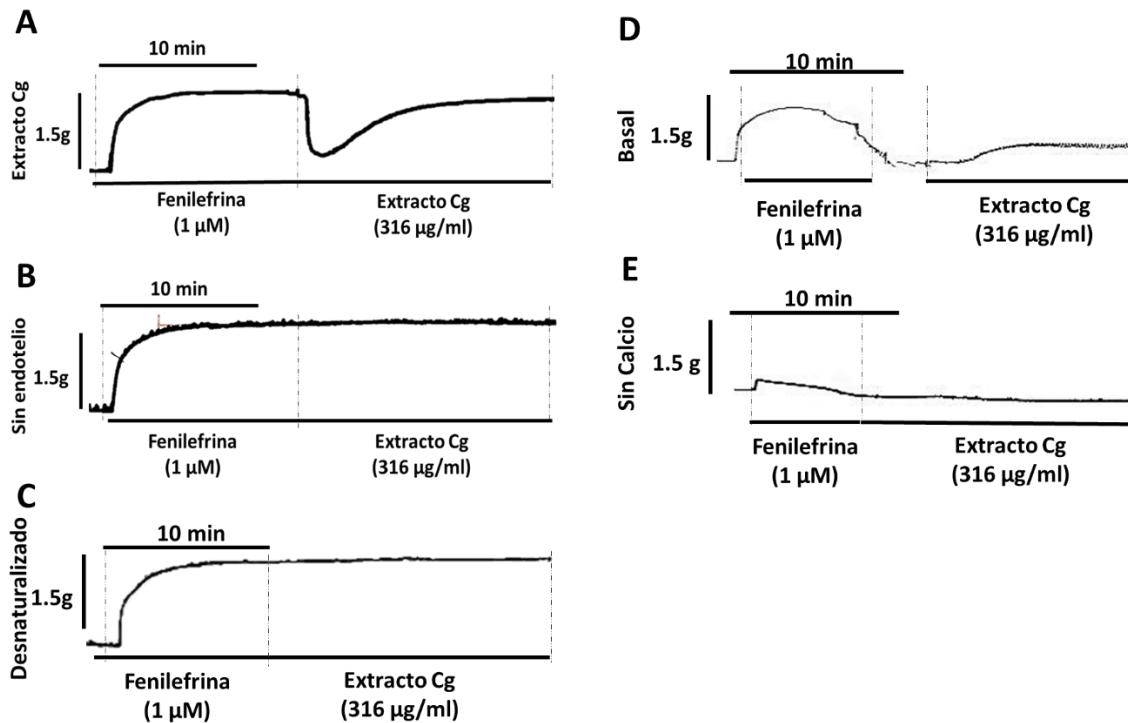 A
10 min
Extracto Cg
1.5g
Fenilefrina
(1 µM)
Extracto Cg
(316 µg/ml)
B
10 min
Sin endotelio
1.5g
Fenilefrina
(1 µM)
Extracto Cg
(316 µg/ml)
C
10 min
Desnaturalizado
1.5g
Fenilefrina
(1 µM)
Extracto Cg
(316 µg/ml)
D
10 min
Basal
1.5g
Fenilefrina
(1 µM)
Extracto Cg
(316 µg/ml)
E
10 min
Sin Calcio
1.5 g
Fenilefrina
(1 µM)
Extracto Cg
(316 µg/ml)